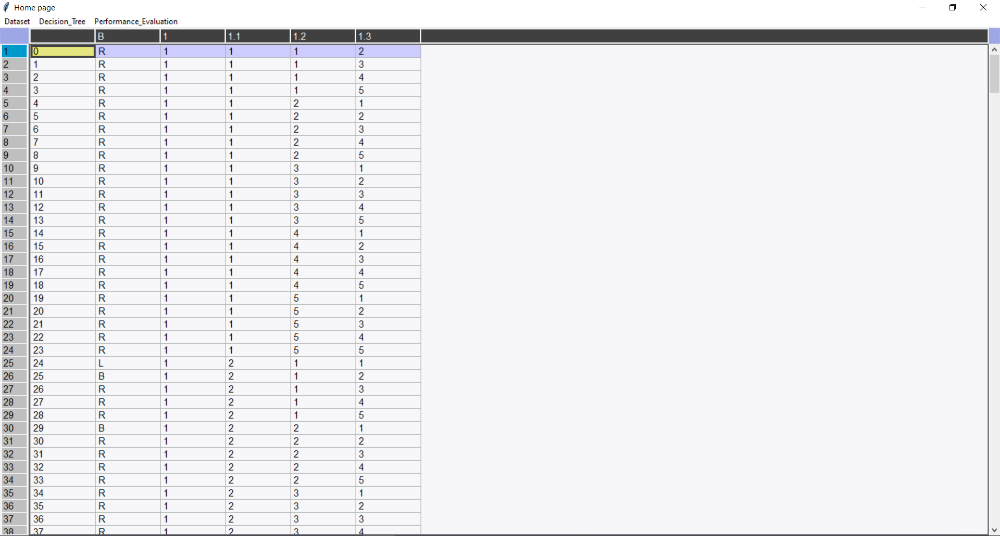 Home page
Dataset Decision_Tree Performance_Evaluation
B 1 1.1 1.2 1.3
1 0 R 1 1 1 2
2 1 R 1 1 1 3
3 2 R 1 1 1 4
4 3 R 1 1 1 5
5 4 R 1 1 2 1
6 5 R 1 1 2 2
7 6 R 1 1 2 3
8 7 R 1 1 2 4
9 8 R 1 1 2 5
10 9 R 1 1 3 1
11 10 R 1 1 3 2
12 11 R 1 1 3 3
13 12 R 1 1 3 4
14 13 R 1 1 3 5
15 14 R 1 1 4 1
16 15 R 1 1 4 2
17 16 R 1 1 4 3
18 17 R 1 1 4 4
19 18 R 1 1 4 5
20 19 R 1 1 5 1
21 20 R 1 1 5 2
22 21 R 1 1 5 3
23 22 R 1 1 5 4
24 23 R 1 1 5 5
25 24 L 1 2 1 1
26 25 B 1 2 1 2
27 26 R 1 2 1 3
28 27 R 1 2 1 4
29 28 R 1 2 1 5
30 29 B 1 2 2 1
31 30 R 1 2 2 2
32 31 R 1 2 2 3
33 32 R 1 2 2 4
34 33 R 1 2 2 5
35 34 R 1 2 3 1
36 35 R 1 2 3 2
37 36 R 1 2 3 3
38 37 R 1 2 3 4